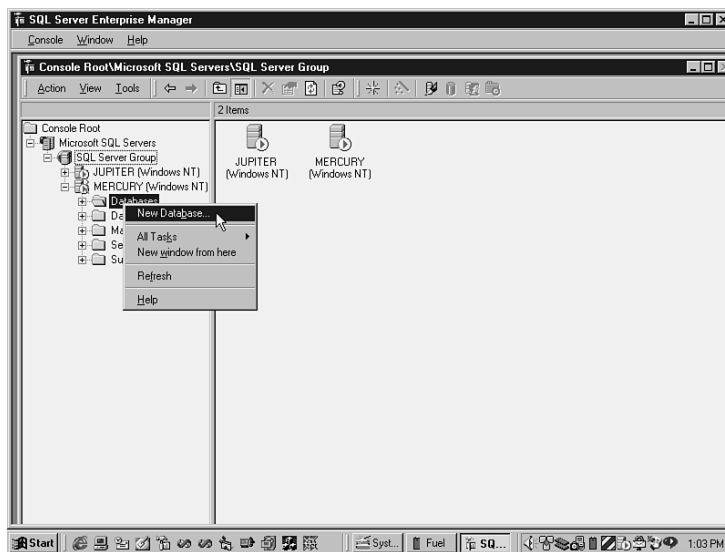 SQL Server Enterprise Manager
Console Window Help
Console Root\Microsoft SQL Servers\SQL Server Group
Action View Tools
2 Items
Console Root
Microsoft SQL Servers
SQL Server Group
JUPITER (Windows NT)
MERCURY (Windows NT)
Databases
Da
Ma
Se
Su
New Database...
All Tasks
New window from here
Refresh
Help
JUPITER
(Windows NT)
MERCURY
(Windows NT)
Start
Syst...
Fuel
SQ...
1:03 PM